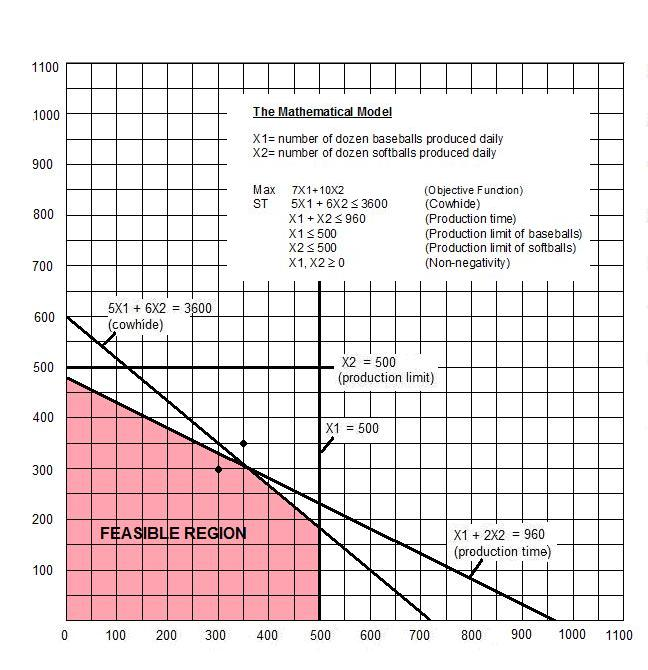 1100
1000
900
800
700
600
500
400
300
200
100
The Mathematical Model
X1= number of dozen baseballs produced daily
X2= number of dozen softballs produced daily
Max 7X1+10X2 (Objective Function)
ST 5X1 + 6X2 ≤ 3600 (Cowhide)
X1 + X2 ≤ 960 (Production time)
X1 ≤ 500 (Production limit of baseballs)
X2 ≤ 500 (Production limit of softballs)
X1, X2 ≥ 0 (Non-negativity)
5X1 + 6X2 = 3600
(cowhide)
X2 = 500
(production limit)
X1 = 500
FEASIBLE REGION
X1 + 2X2 = 960
(production time)
0 100 200 300 400 500 600 700 800 900 1000 1100